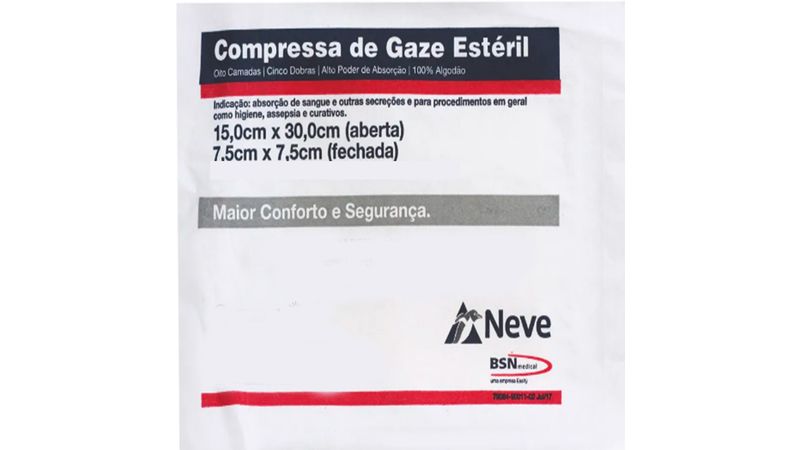 Compressa de Gaze Estéril
Oito Camadas | Cinco Dobras | Alto Poder de Absorção | 100% Algodão
Indicação: absorção de sangue e outras secreções e para procedimentos em geral
como higiene, assepsia e curativos.
15,0cm x 30,0cm (aberta)
7,5cm x 7,5cm (fechada)
Maior Conforto e Segurança.
Neve
BSN medical
uma empresa Essity